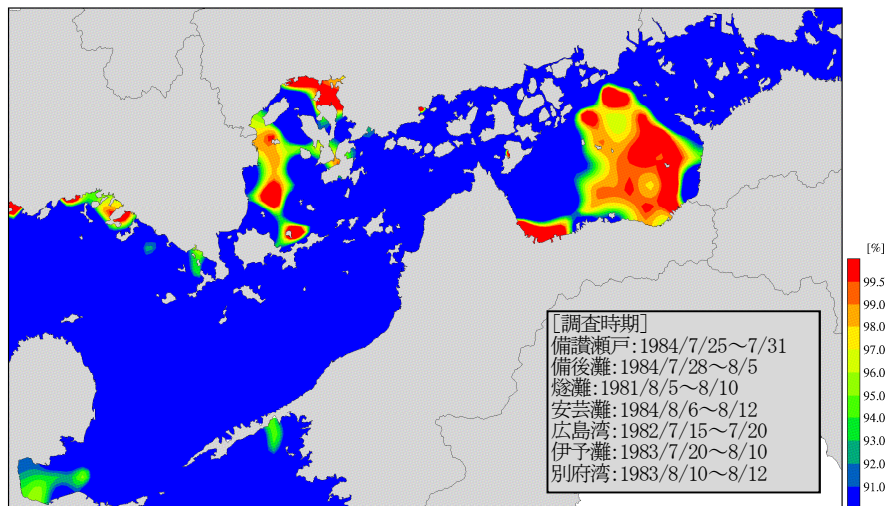 [%]
99.5
99.0
98.0
97.0
96.0
95.0
94.0
93.0
92.0
91.0
[調査時期]
備讃瀬戸:1984/7/25～7/31
備後灘:1984/7/28～8/5
燧灘:1981/8/5～8/10
安芸灘:1984/8/6～8/12
広島湾:1982/7/15～7/20
伊予灘:1983/7/20～8/10
別府湾:1983/8/10～8/12